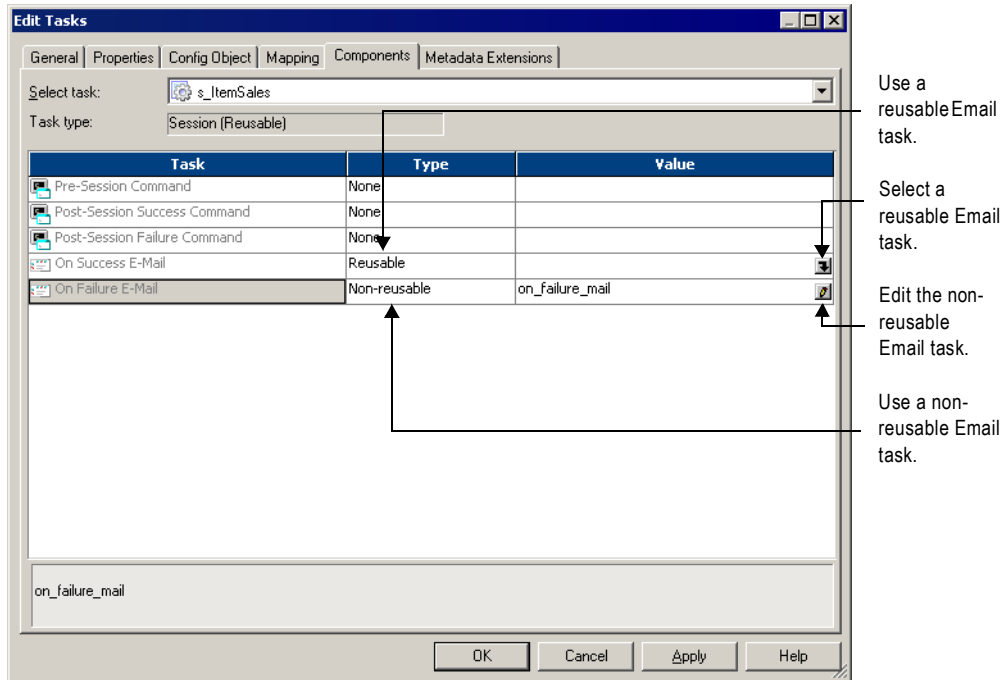 Edit Tasks
General Properties Config Object Mapping Components Metadata Extensions
Select task: s_ItemSales
Task type: Session (Reusable)
Task Type Value
Pre-Session Command None
Post-Session Success Command None
Post-Session Failure Command None
On Success E-Mail Reusable
On Failure E-Mail Non-reusable on_failure_mail
on_failure_mail
OK Cancel Apply Help
Use a
reusable Email
task.
Select a
reusable Email
task.
Edit the non-
reusable
Email task.
Use a non-
reusable Email
task.